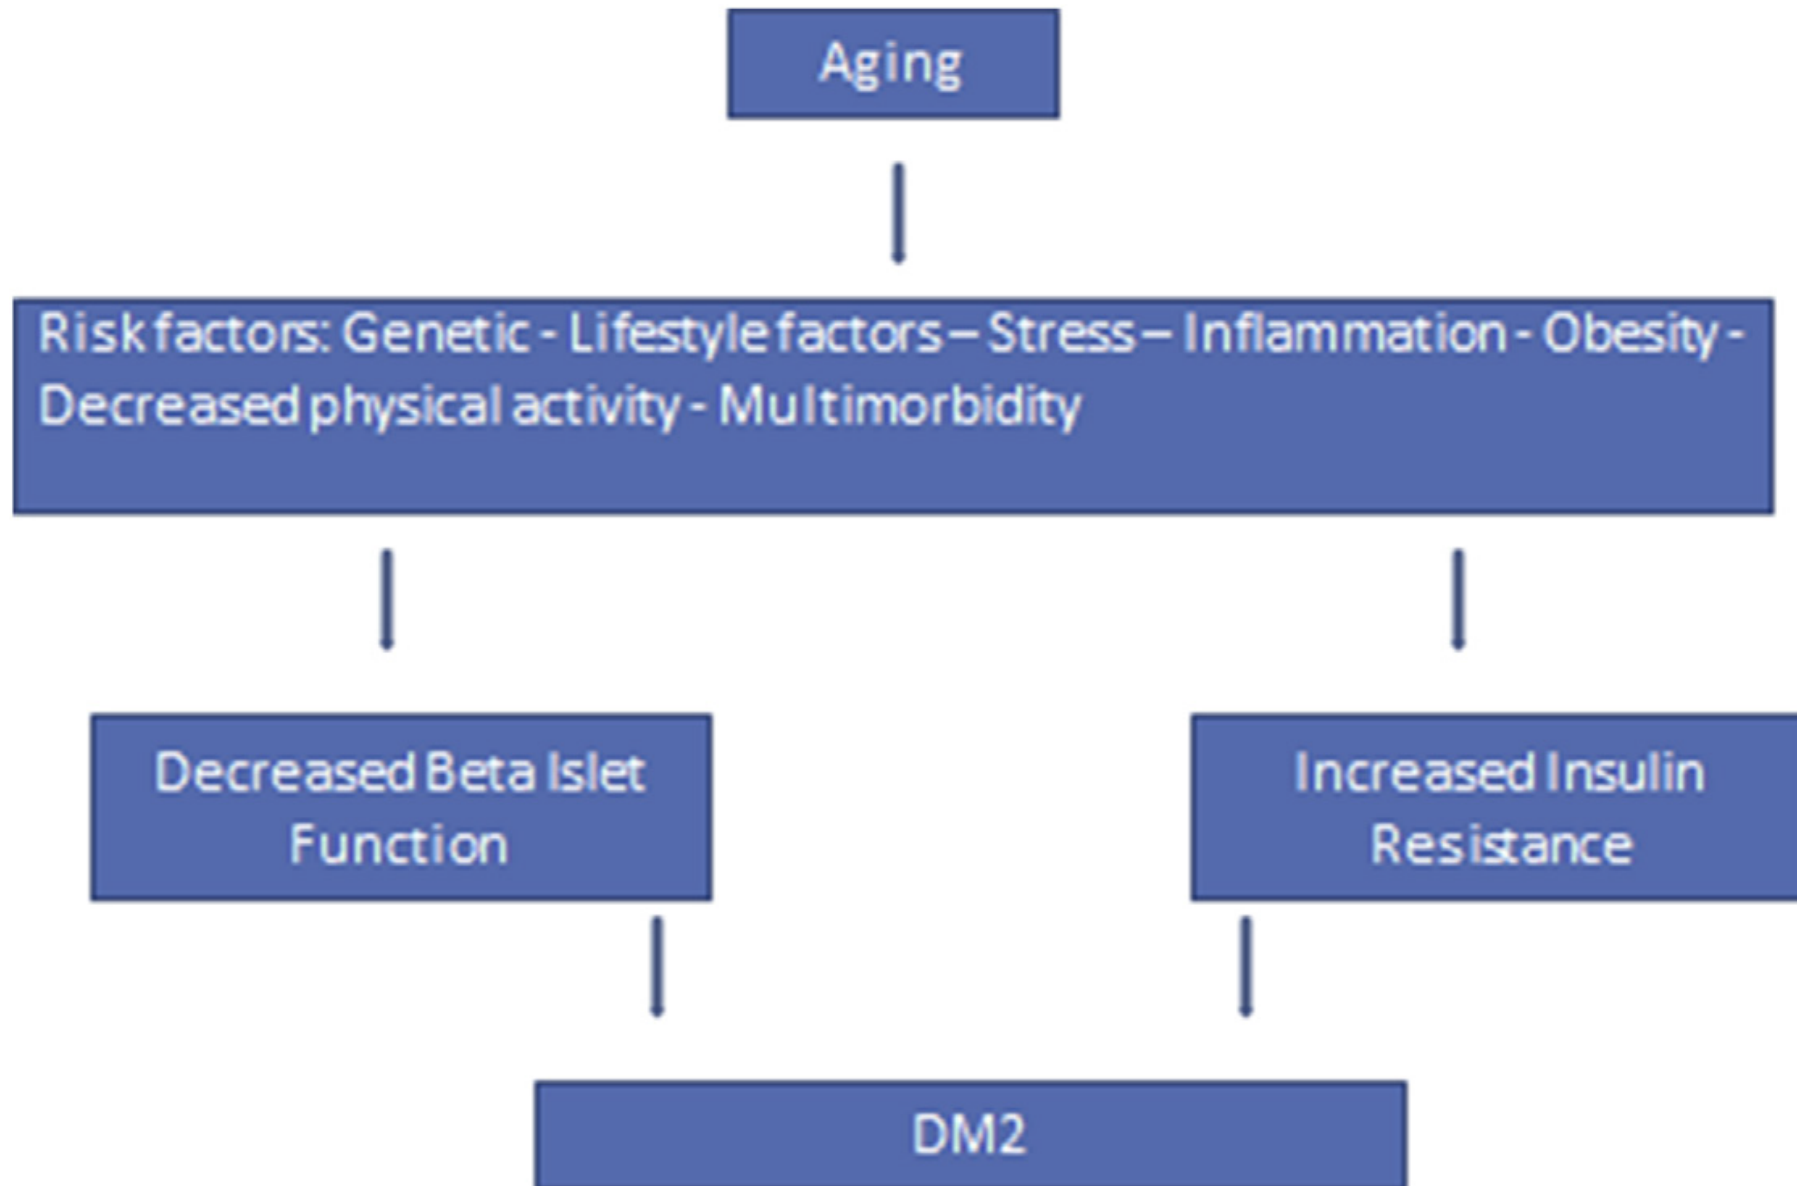 Aging
Risk factors: Genetic - Lifestyle factors – Stress – Inflammation - Obesity -
Decreased physical activity - Multimorbidity
Decreased Beta Islet
Function
Increased Insulin
Resistance
DM2